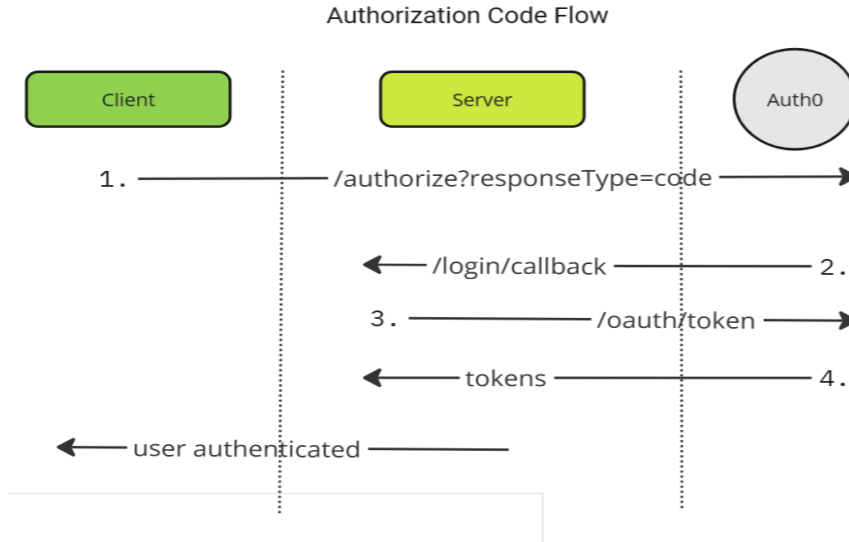 Authorization Code Flow
Client
Server
Auth0
1. /authorize?responseType=code
/login/callback 2.
3. /oauth/token
tokens 4.
user authenticated